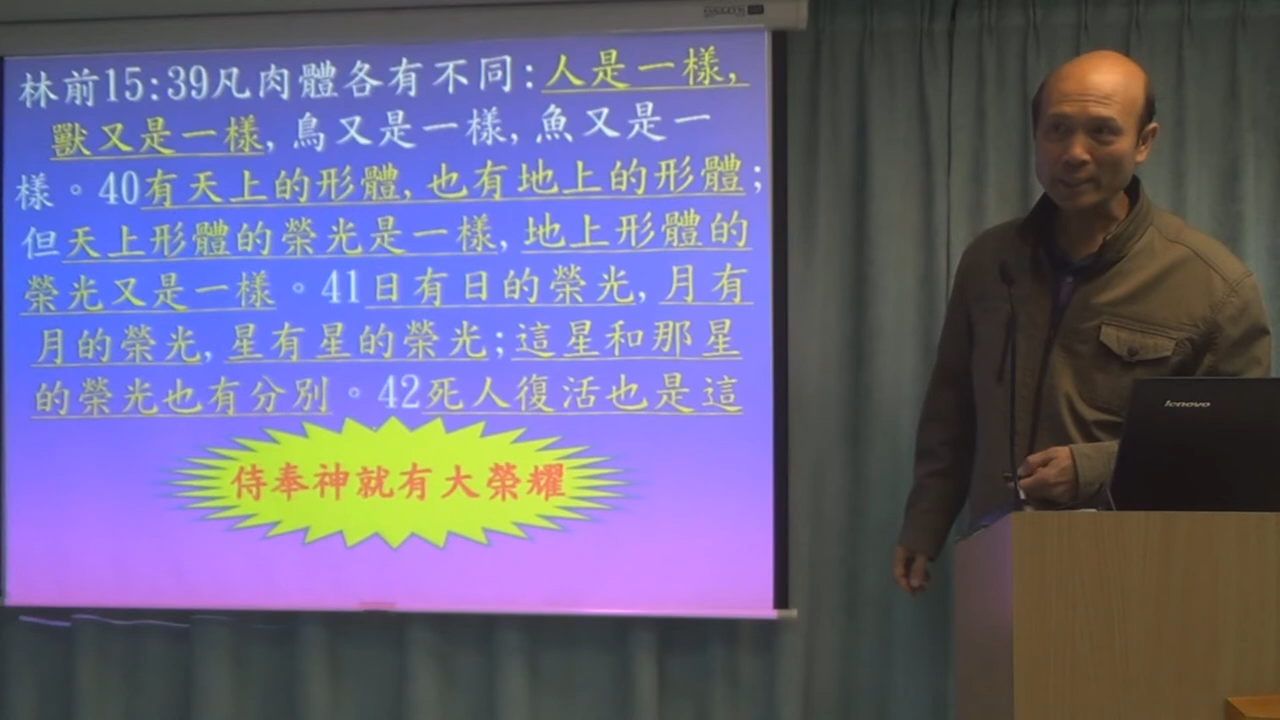 林前15:39凡肉體各有不同:人是一樣,
獸又是一樣,鳥又是一樣,魚又是一
樣。40有天上的形體,也有地上的形體;
但天上形體的榮光是一樣,地上形體的
榮光又是一樣。41日有日的榮光,月有
月的榮光,星有星的榮光;這星和那星
的榮光也有分別。42死人復活也是這
侍奉神就有大榮耀
lenovo